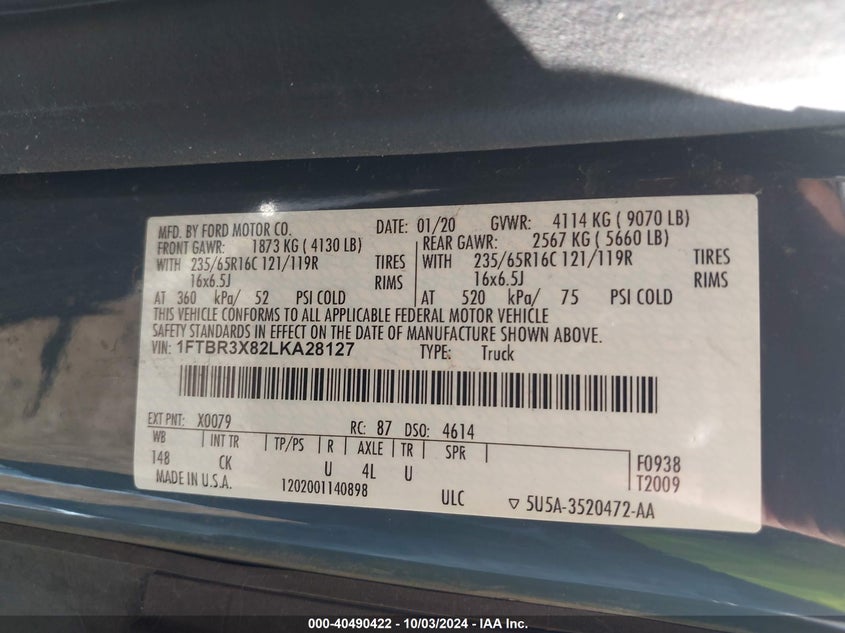 MFD. BY FORD MOTOR CO. DATE: 01/20 GVWR: 4114 KG ( 9070 LB)
FRONT GAWR: 1873 KG ( 4130 LB) REAR GAWR: 2567 KG ( 5660 LB)
WITH 235/65R16C 121/119R TIRES WITH 235/65R16C 121/119R TIRES
16x6.5J RIMS 16x6.5J RIMS
AT 360 kPa/ 52 PSI COLD AT 520 kPa/ 75 PSI COLD
THIS VEHICLE CONFORMS TO ALL APPLICABLE FEDERAL MOTOR VEHICLE
SAFETY STANDARDS IN EFFECT ON THE DATE OF MANUFACTURE SHOWN ABOVE.
VIN: 1FTBR3X82LKA28127 TYPE: Truck
EXT PNT: X0079 RC: 87 DSO: 4614
WB INT TR TP/PS R AXLE TR SPR F0938
148 CK U 4L U T2009
MADE IN U.S.A. 1202001140898 ULC ▽ 5U5A-3520472-AA
000-40490422 - 10/03/2024 - IAA Inc.